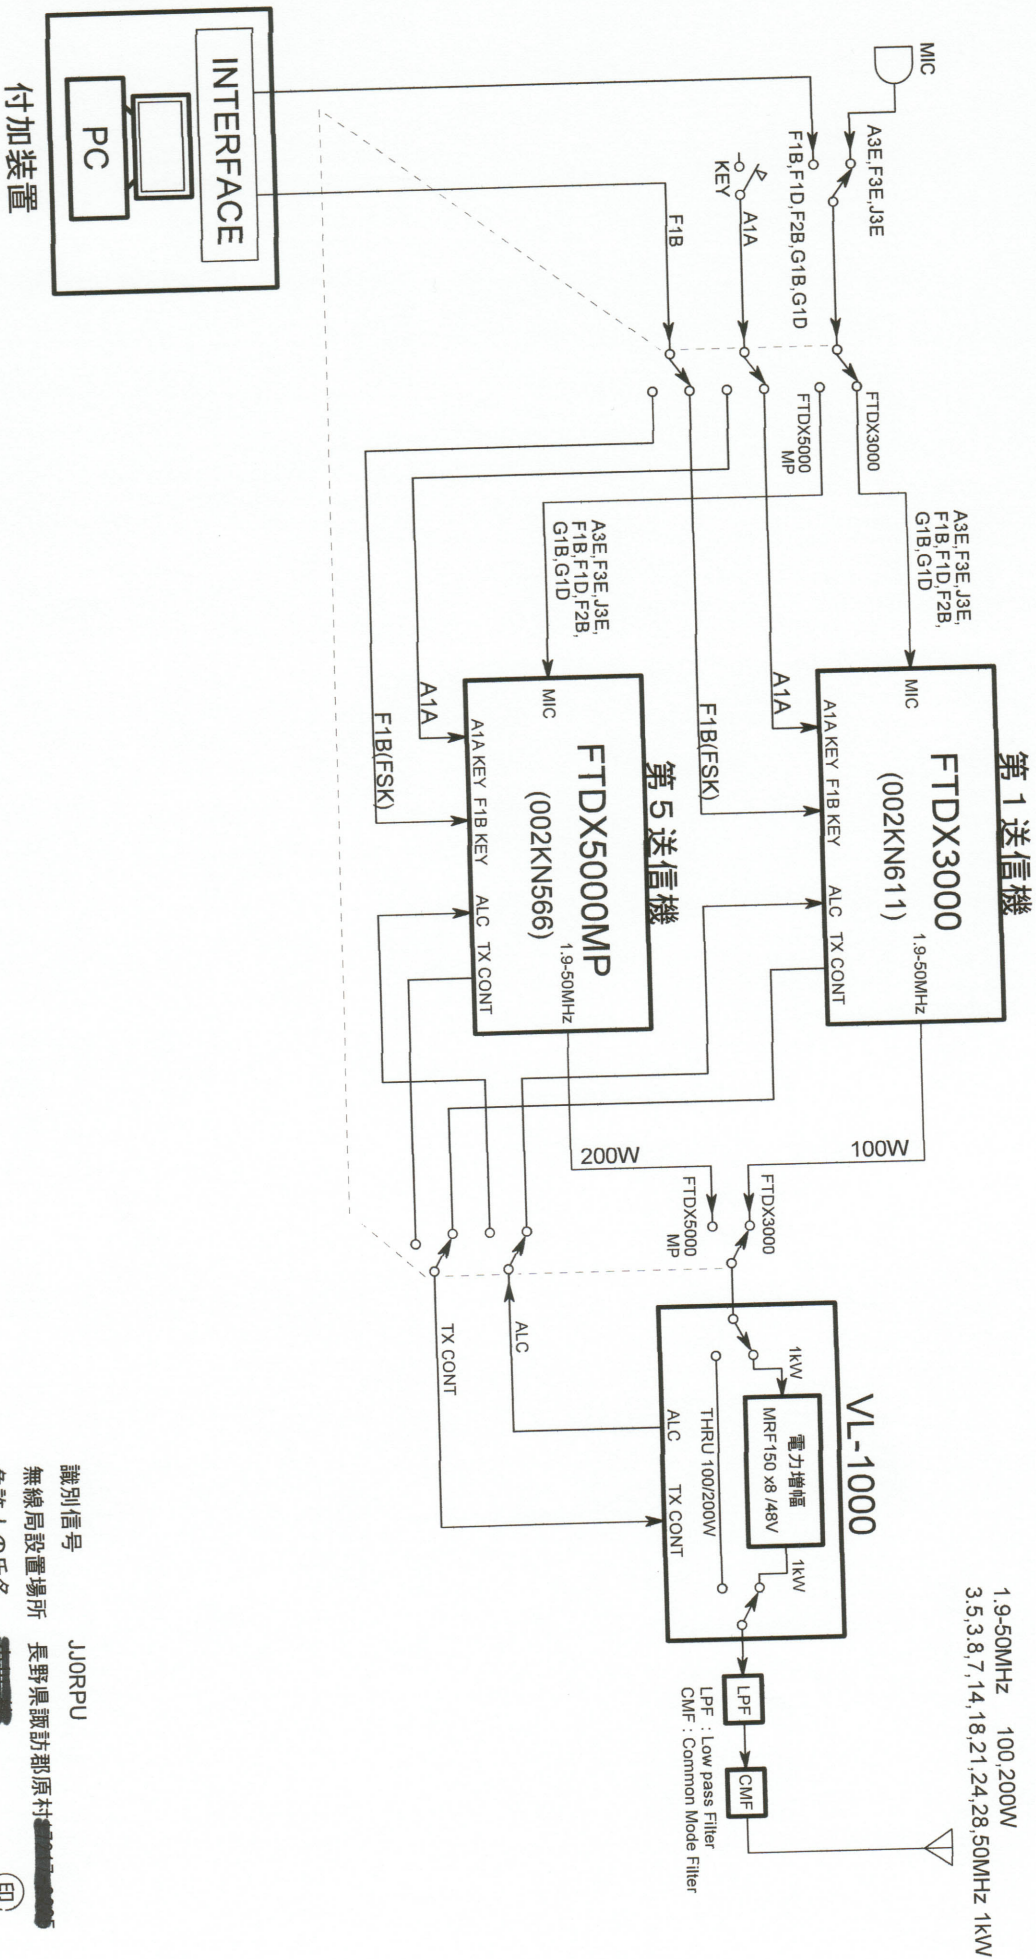 MIC
A3E,F3E,J3E
F1B,F1D,F2B,G1B,G1D
KEY
A1A
F1B
INTERFACE
PC
付加装置
FTDX3000
FTDX5000
MP
A3E,F3E,J3E,
F1B,F1D,F2B,
G1B,G1D
A3E,F3E,J3E,
F1B,F1D,F2B,
G1B,G1D
A1A
F1B(FSK)
A1A
F1B(FSK)
第1送信機
MIC
FTDX3000
(002KN611)
1.9-50MHz
A1A KEY F1B KEY ALC TX CONT
第5送信機
MIC
FTDX5000MP
(002KN566)
1.9-50MHz
A1A KEY F1B KEY ALC TX CONT
100W
200W
FTDX3000
FTDX5000
MP
ALC
TX CONT
VL-1000
1kW
電力増幅
MRF150 x8 /48V
1kW
THRU 100/200W
ALC TX CONT
1.9-50MHz 100,200W
3.5,3.8,7,14,18,21,24,28,50MHz 1kW
LPF
CMF
LPF : Low pass Filter
CMF : Common Mode Filter
識別信号 JJ0RPU
無線局設置場所 長野県諏訪郡原村
免許人の氏名
印